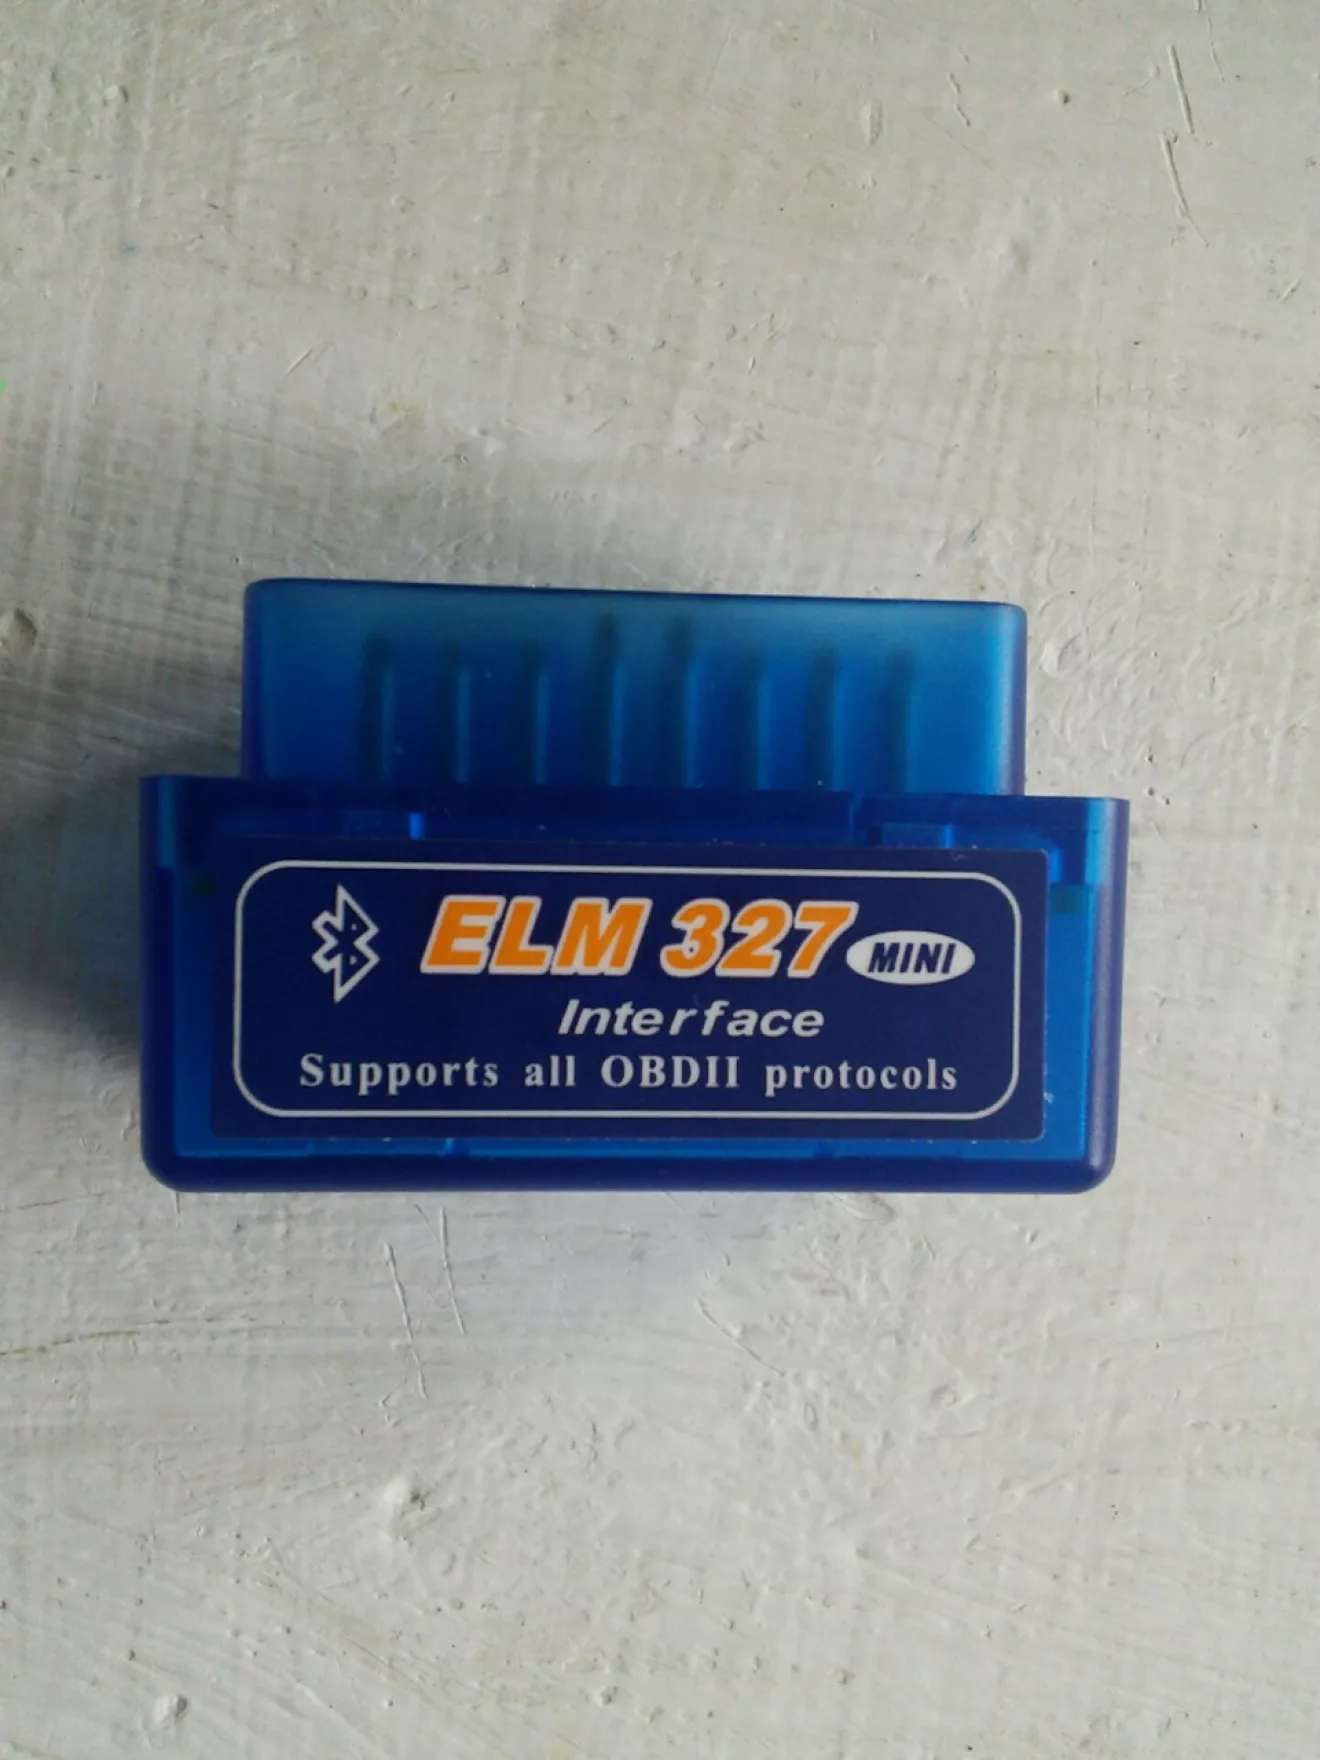 ELM 327 MINI
Interface
Supports all OBDII protocols